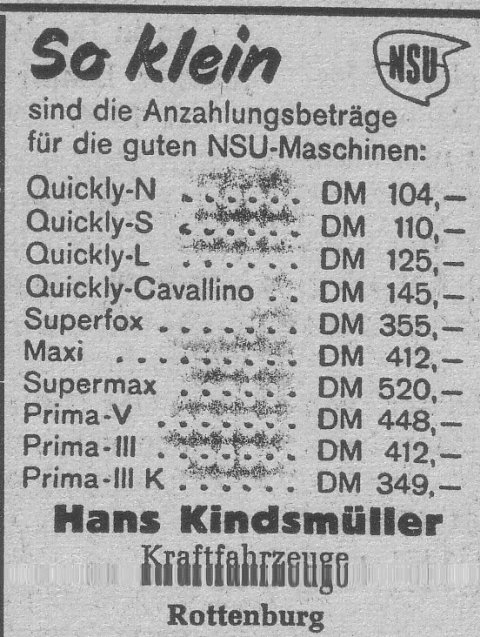 So klein
NSU
sind die Anzahlungsbeträge
für die guten NSU-Maschinen:
Quickly-N . . . . . . DM 104,—
Quickly-S . . . . . . DM 110,—
Quickly-L . . . . . . DM 125,—
Quickly-Cavallino . . DM 145,—
Superfox . . . . . . . DM 355,—
Maxi . . . . . . . . . DM 412,—
Supermax . . . . . . DM 520,—
Prima-V . . . . . . . DM 448,—
Prima-III . . . . . . . DM 412,—
Prima-III K . . . . . . DM 349,—
Hans Kindsmüller
Kraftfahrzeuge
Rottenburg